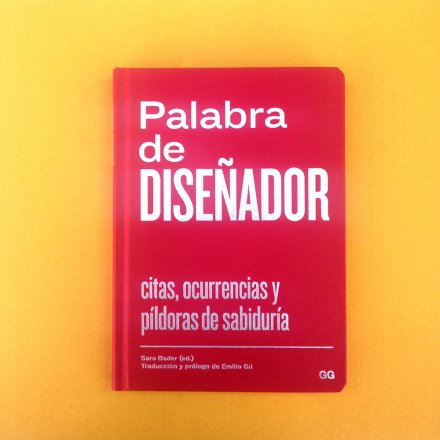 Palabra
de
DISEÑADOR
citas, ocurrencias y
píldoras de sabiduría
Sara Bader (ed.)
Traducción y prólogo de Emilio Gil
GG